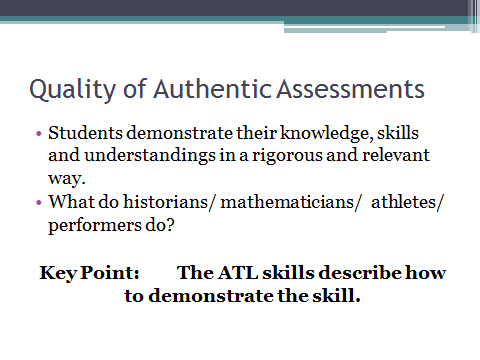 Quality of Authentic Assessments
• Students demonstrate their knowledge, skills
and understandings in a rigorous and relevant
way.
• What do historians/ mathematicians/ athletes/
performers do?
Key Point: The ATL skills describe how
to demonstrate the skill.